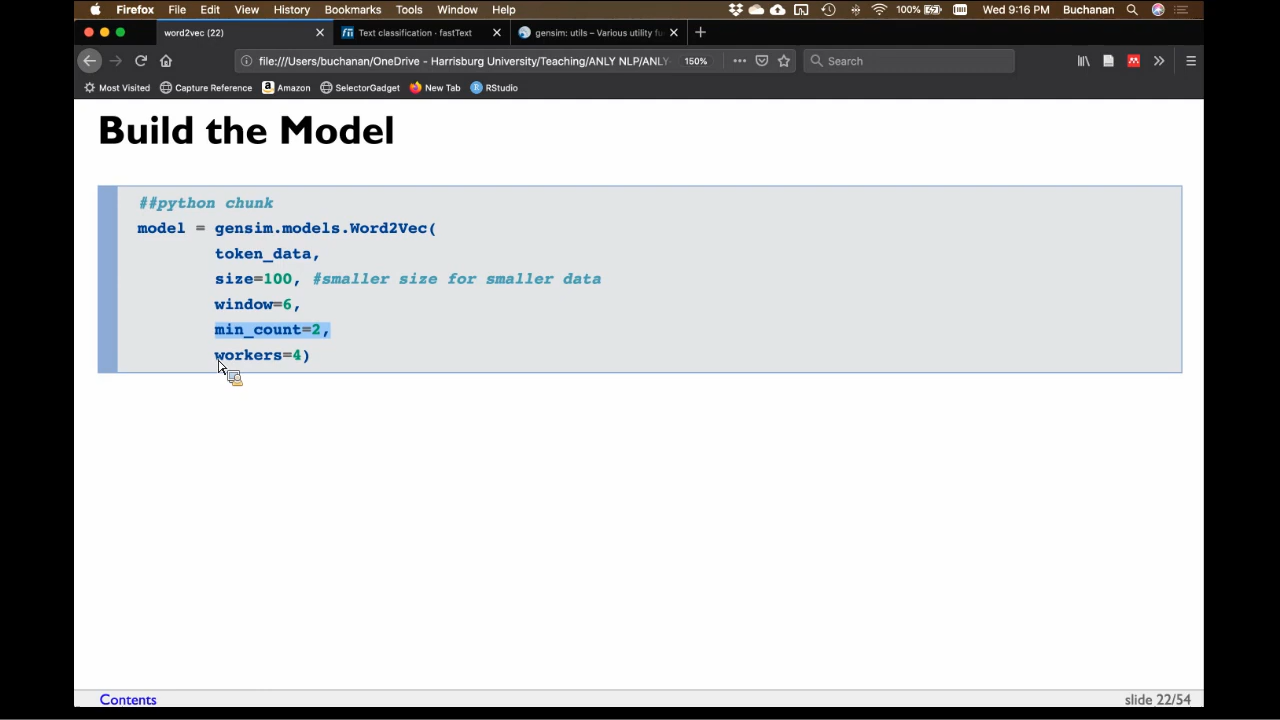 Firefox File Edit View History Bookmarks Tools Window Help 100% Wed 9:16 PM Buchanan
word2vec (22) Text classification · fastText gensim: utils – Various utility fu
file:///Users/buchanan/OneDrive - Harrisburg University/Teaching/ANLY NLP/ANLY- 150% Search
Most Visited Capture Reference Amazon SelectorGadget New Tab RStudio
Build the Model
##python chunk
model = gensim.models.Word2Vec(
token_data,
size=100, #smaller size for smaller data
window=6,
min_count=2,
workers=4)
Contents slide 22/54